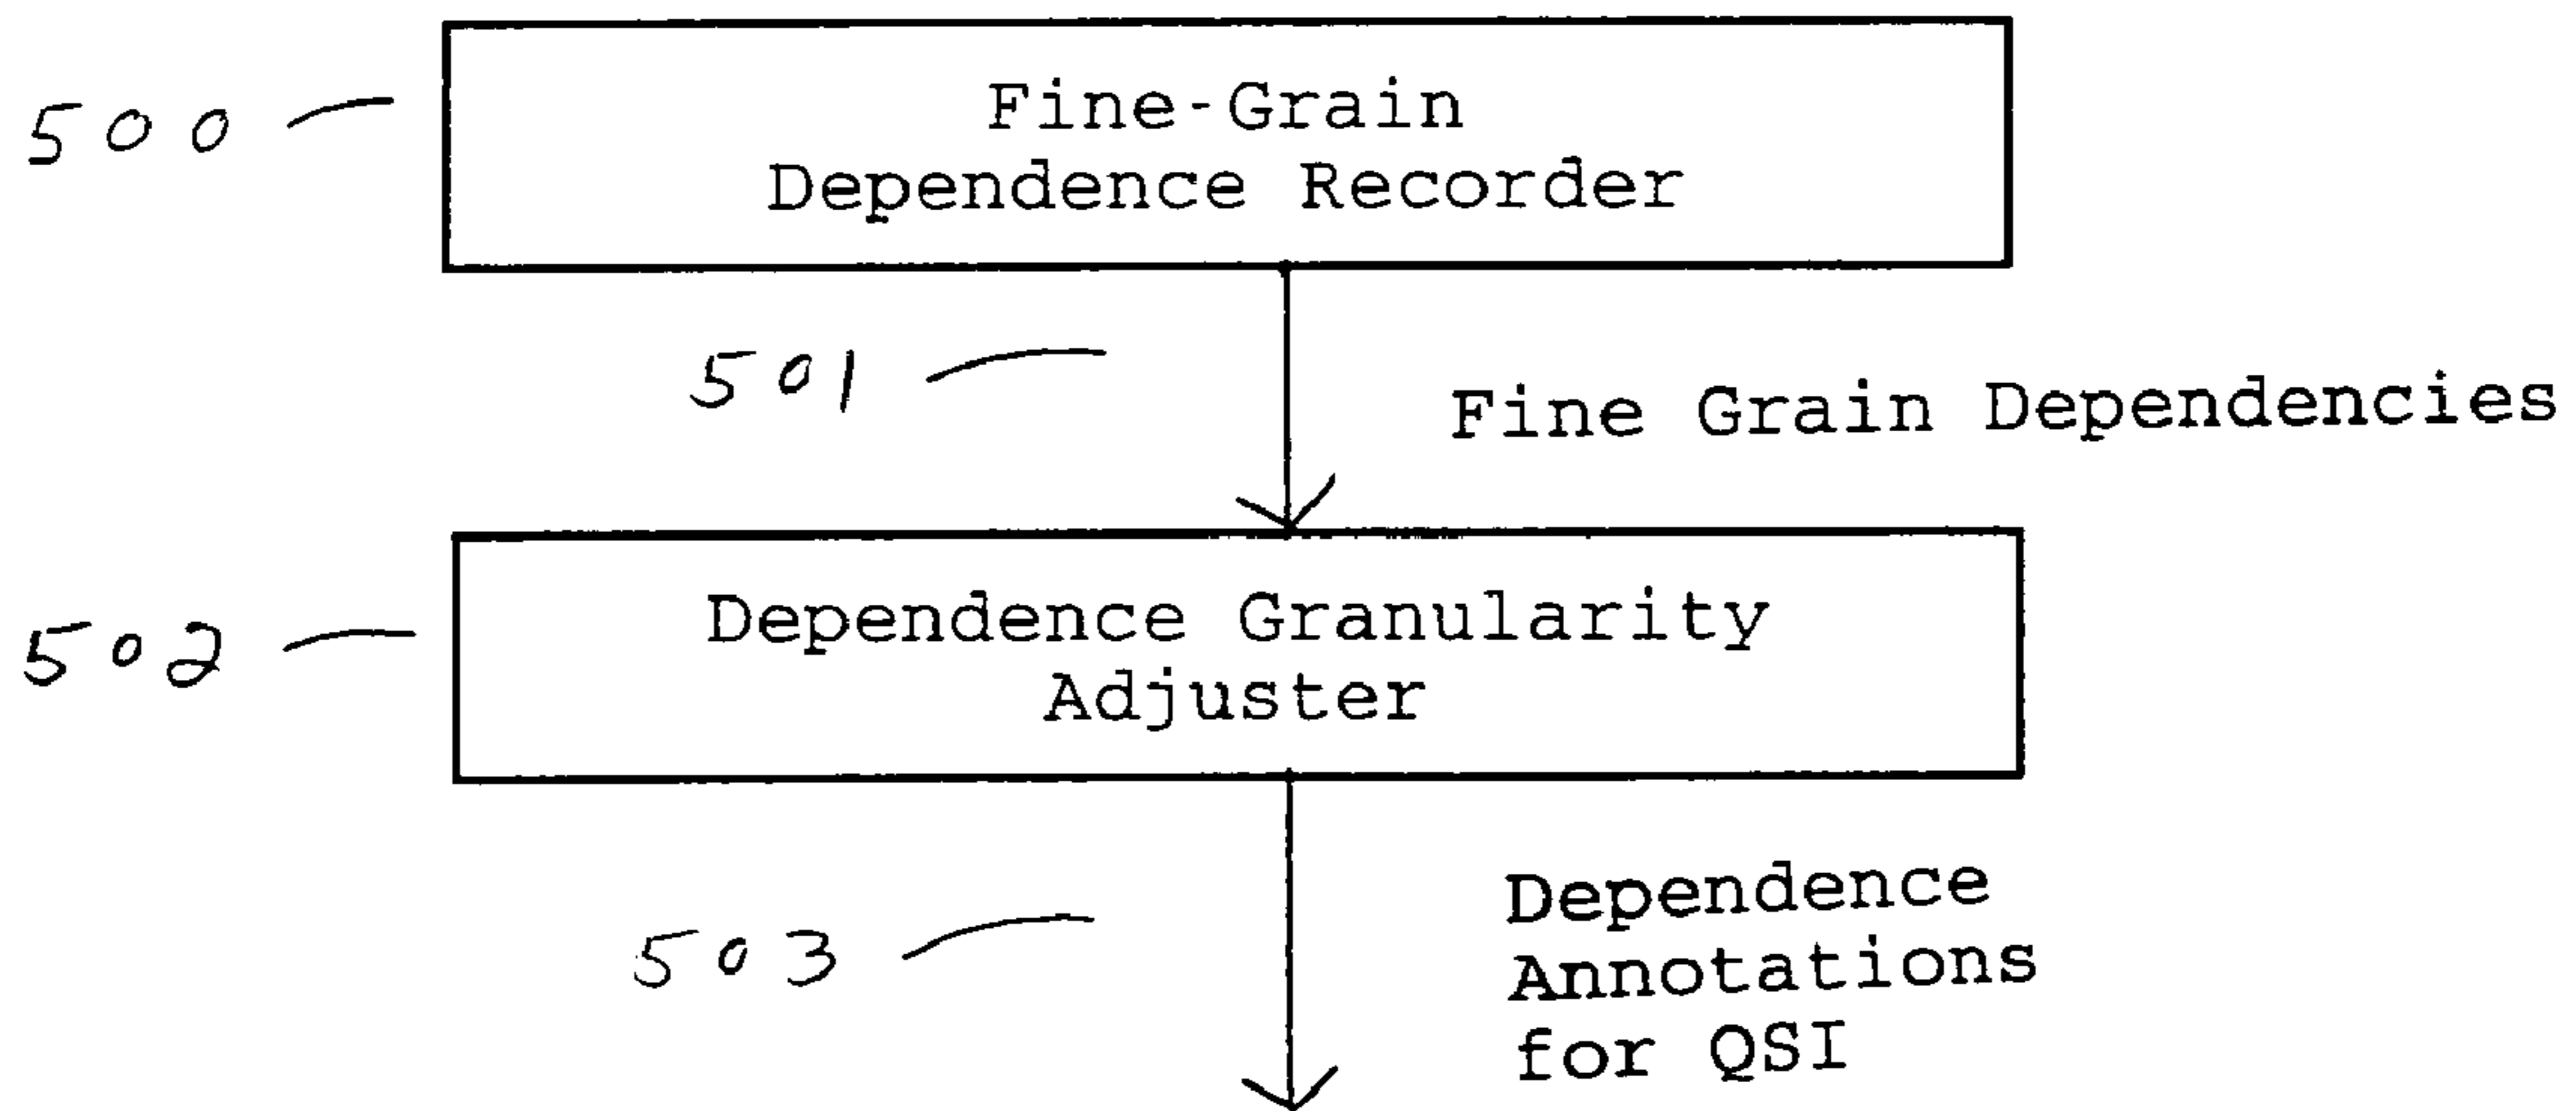 500
Fine-Grain
Dependence Recorder
501
Fine Grain Dependencies
502
Dependence Granularity
Adjuster
503
Dependence
Annotations
for QSI